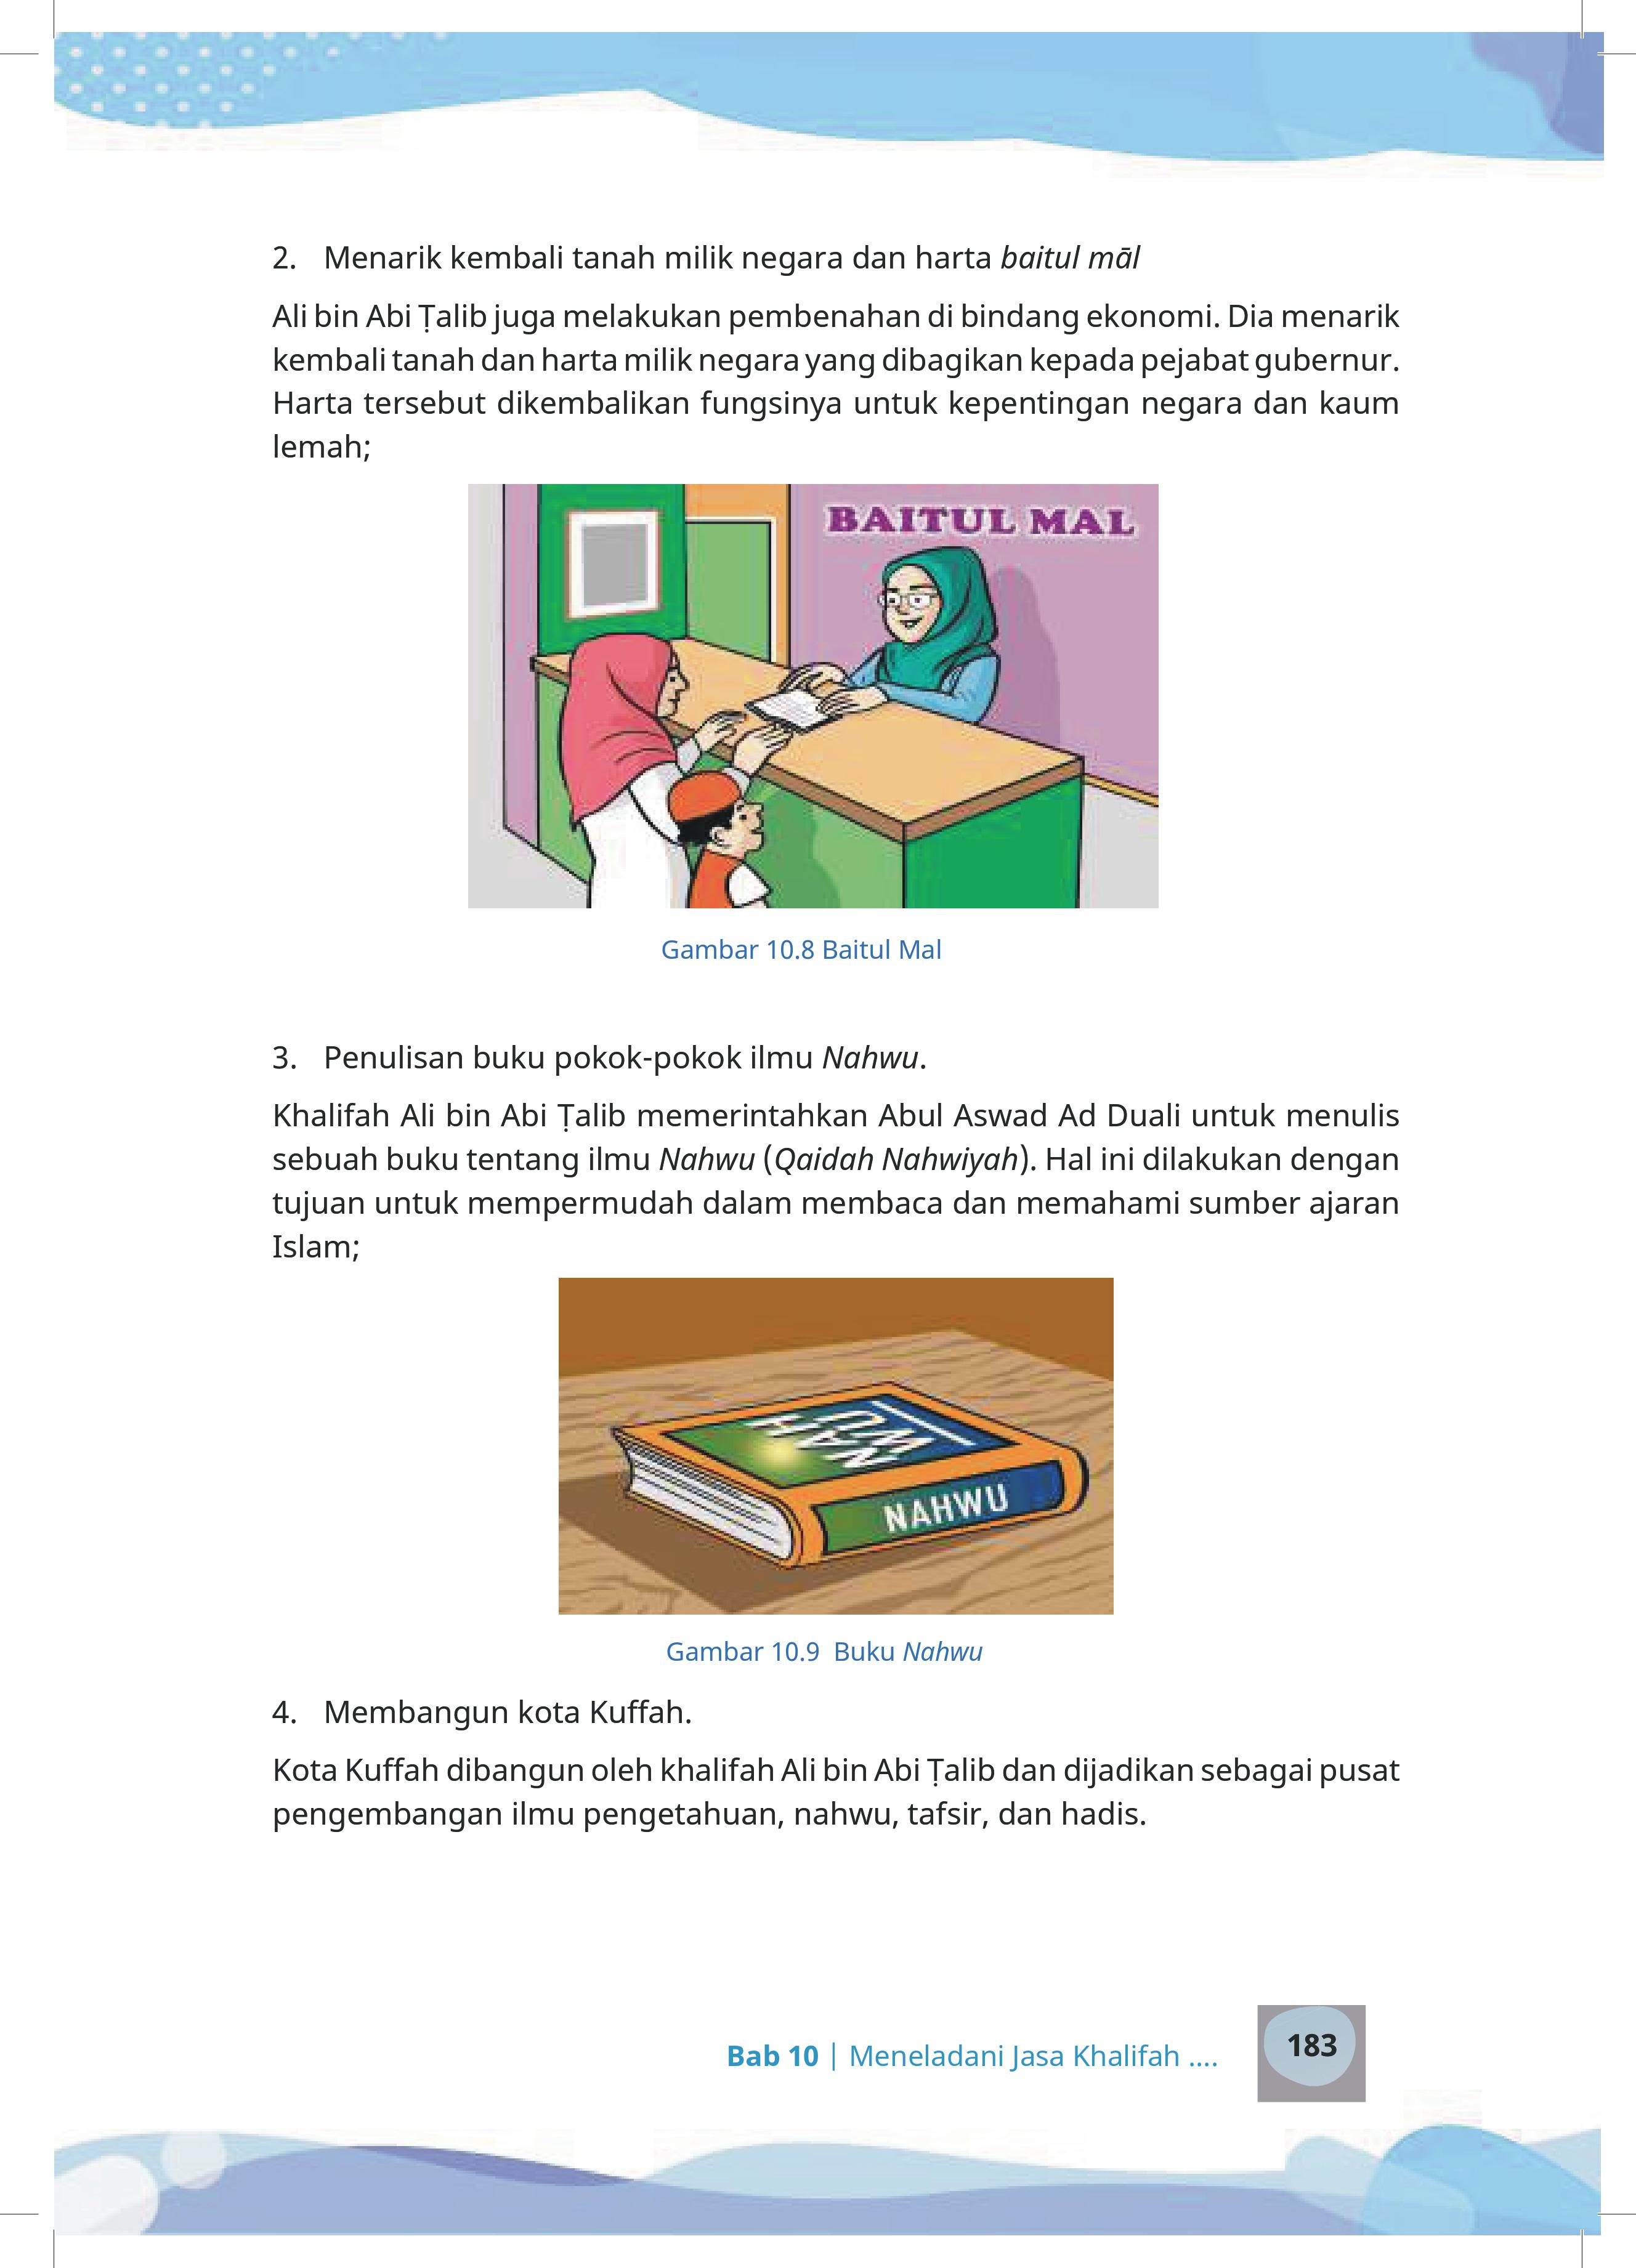 2. Menarik kembali tanah milik negara dan harta baitul māl
Ali bin Abi Ṭalib juga melakukan pembenahan di bindang ekonomi. Dia menarik
kembali tanah dan harta milik negara yang dibagikan kepada pejabat gubernur.
Harta tersebut dikembalikan fungsinya untuk kepentingan negara dan kaum
lemah;
BAITUL MAL
Gambar 10.8 Baitul Mal
3. Penulisan buku pokok-pokok ilmu Nahwu.
Khalifah Ali bin Abi Ṭalib memerintahkan Abul Aswad Ad Duali untuk menulis
sebuah buku tentang ilmu Nahwu (Qaidah Nahwiyah). Hal ini dilakukan dengan
tujuan untuk mempermudah dalam membaca dan memahami sumber ajaran
Islam;
NAH
WU
NAHWU
Gambar 10.9 Buku Nahwu
4. Membangun kota Kuffah.
Kota Kuffah dibangun oleh khalifah Ali bin Abi Ṭalib dan dijadikan sebagai pusat
pengembangan ilmu pengetahuan, nahwu, tafsir, dan hadis.
Bab 10 | Meneladani Jasa Khalifah ....
183